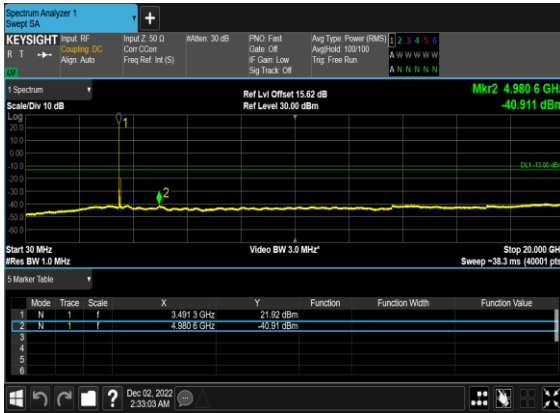 Spectrum Analyzer 1
Swept SA
+
KEYSIGHT
R T
Input: RF
Coupling: DC
Align: Auto
Input Z: 50 Ω
Corr CCorr
Freq Ref: Int (S)
#Atten: 30 dB
PNO: Fast
Gate: Off
IF Gain: Low
Sig Track: Off
Avg Type: Power (RMS)
Avg|Hold: 100/100
Trig: Free Run
1 2 3 4 5 6
A W W W W W
A N N N N N
1 Spectrum
Scale/Div 10 dB
Ref Lvl Offset 15.62 dB
Ref Level 30.00 dBm
Mkr2 4.980 6 GHz
-40.911 dBm
Log
20.0
10.0
0.00
-10.0
-20.0
-30.0
-40.0
-50.0
-60.0
1
2
DL1 -13.00 dBm
Start 30 MHz
#Res BW 1.0 MHz
Video BW 3.0 MHz*
Stop 20.000 GHz
Sweep ~38.3 ms (40001 pts)
5 Marker Table
Mode Trace Scale X Y Function Function Width Function Value
1 N 1 f 3.491 3 GHz 21.92 dBm
2 N 1 f 4.980 6 GHz -40.91 dBm
3
4
5
6
?
Dec 02, 2022
2:33:03 AM